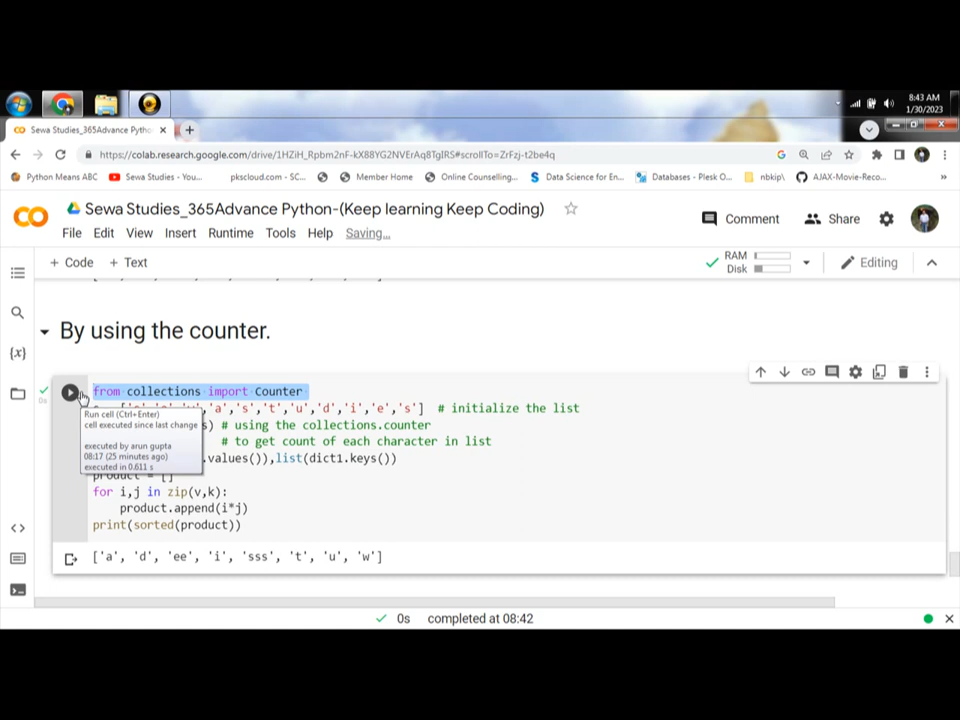 8:43 AM
1/30/2023
Sewa Studies_365Advance Pytho
https://colab.research.google.com/drive/1HZiH_Rpbm2nF-kX88YG2NVErAq8TgIRS#scrollTo=ZrFzj-t2be4q
Python Means ABC
Sewa Studies - You...
pkscloud.com - SC...
Member Home
Online Counselling...
Data Science for En...
Databases - Plesk O...
nbkip\
AJAX-Movie-Reco...
Sewa Studies_365Advance Python-(Keep learning Keep Coding)
Comment
Share
File Edit View Insert Runtime Tools Help Saving...
+ Code + Text
RAM
Disk
Editing
By using the counter.
from collections import Counter
'a','s','t','u','d','i','e','s'] # initialize the list
s) # using the collections.counter
# to get count of each character in list
.values()),list(dict1.keys())
product = []
for i,j in zip(v,k):
product.append(i*j)
print(sorted(product))
Run cell (Ctrl+Enter)
cell executed since last change
executed by arun gupta
08:17 (25 minutes ago)
executed in 0.611 s
0s
['a', 'd', 'ee', 'i', 'sss', 't', 'u', 'w']
0s completed at 08:42